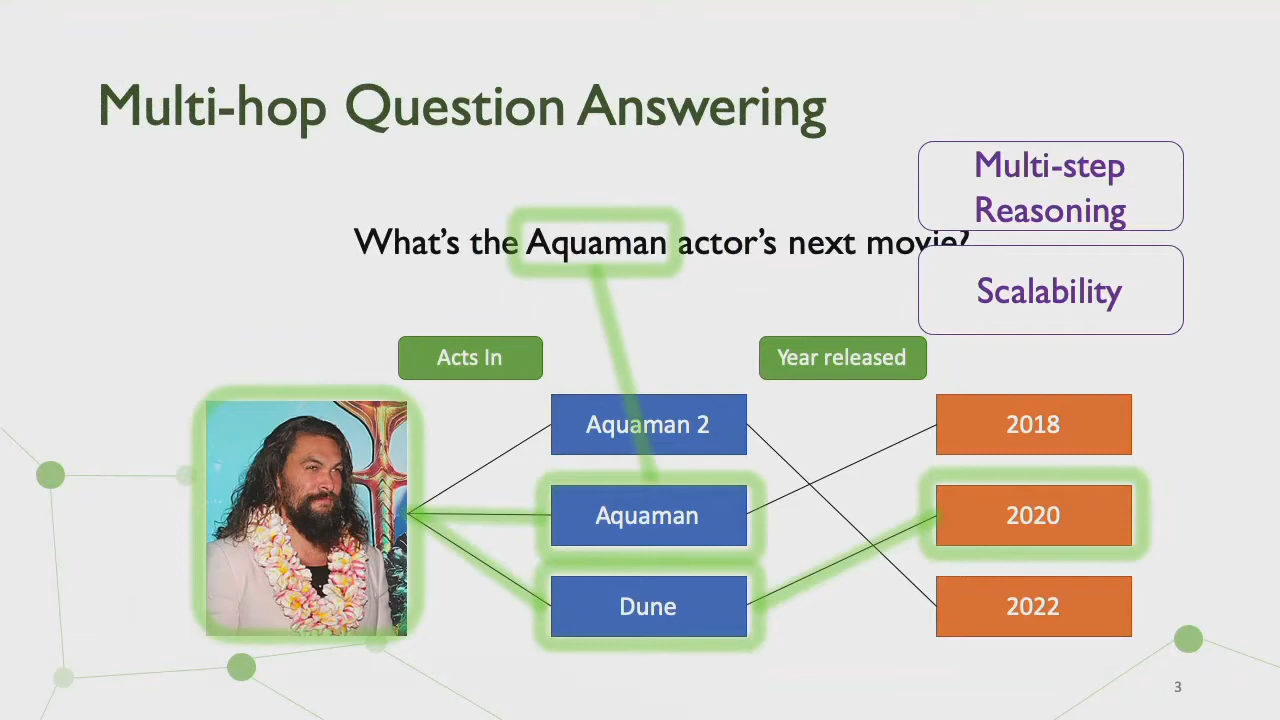 Multi-hop Question Answering
Multi-step
Reasoning
What's the Aquaman actor's next movie?
Scalability
Acts In
Year released
Aquaman 2
2018
Aquaman
2020
Dune
2022
3